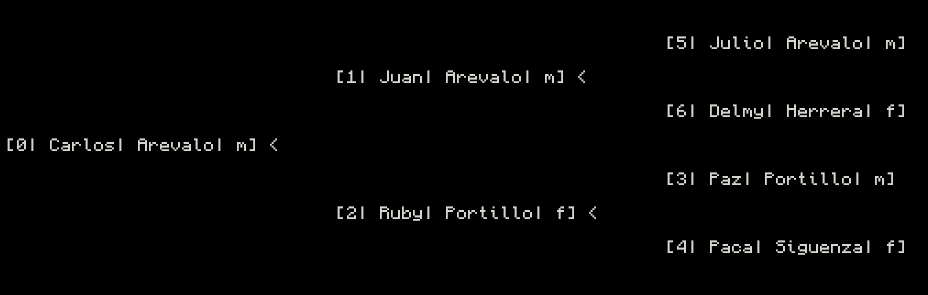 [5| Julio| Arevalo| m]
[1| Juan| Arevalo| m] <
[6| Delmy| Herrera| f]
[0| Carlos| Arevalo| m] <
[3| Paz| Portillo| m]
[2| Ruby| Portillo| f] <
[4| Paca| Siguenza| f]